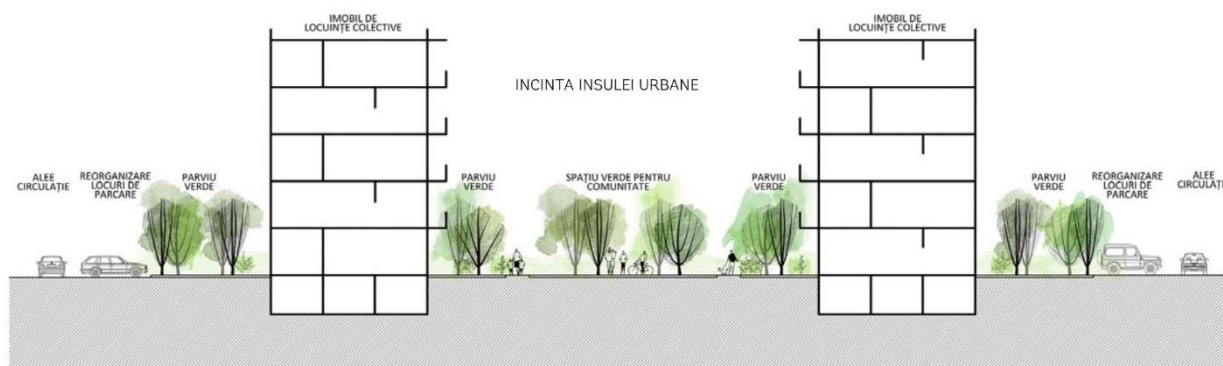 IMOBIL DE
LOCUINȚE COLECTIVE
IMOBIL DE
LOCUINȚE COLECTIVE
INCINTA INSULEI URBANE
ALEE
CIRCULAȚIE
REORGANIZARE
LOCURI DE
PARCARE
PARVIU
VERDE
PARVIU
VERDE
SPAȚIU VERDE PENTRU
COMUNITATE
PARVIU
VERDE
PARVIU
VERDE
REORGANIZARE
LOCURI DE
PARCARE
ALEE
CIRCULAȚIE